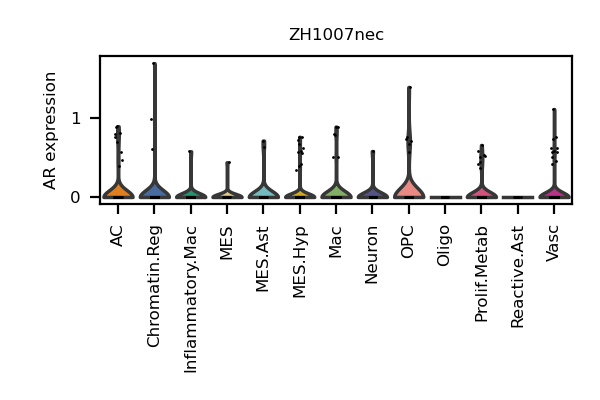 ZH1007nec
AR expression
1
0
AC
Chromatin.Reg
Inflammatory.Mac
MES
MES.Ast
MES.Hyp
Mac
Neuron
OPC
Oligo
Prolif.Metab
Reactive.Ast
Vasc